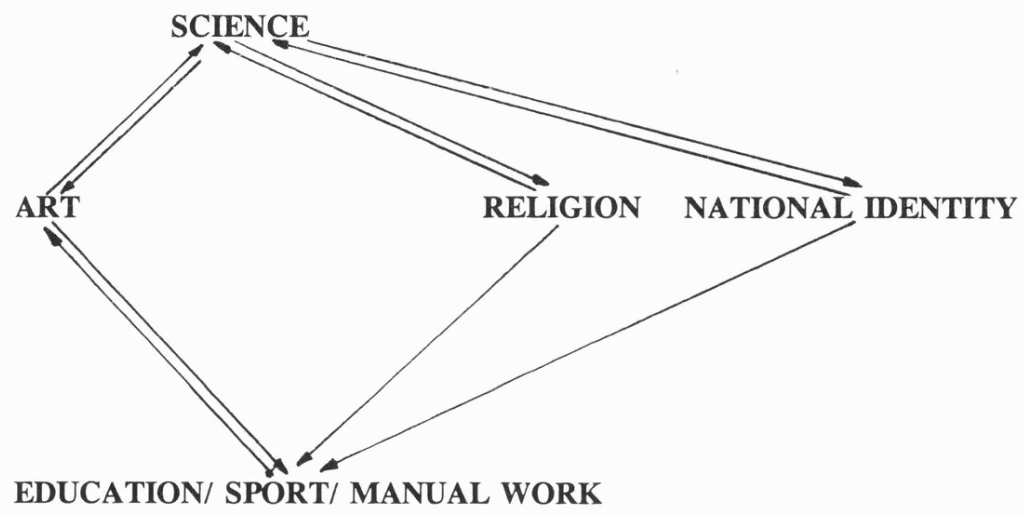 SCIENCE
ART RELIGION NATIONAL IDENTITY
EDUCATION/ SPORT/ MANUAL WORK